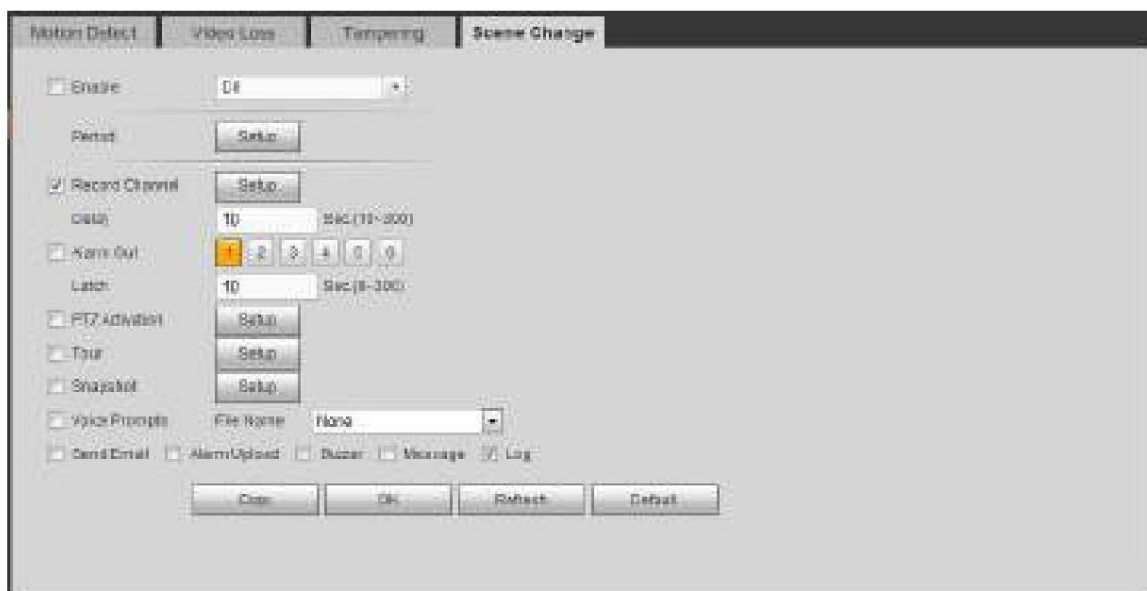 Motion Detect Video Loss Tampering Scene Change
Enable
Period Setup
Record Channel Setup
Delay 10 Sec.(10~300)
Alarm Out 1 2 3 4 5 6
Latch 10 Sec.(0~300)
PTZ Activation Setup
Tour Setup
Snapshot Setup
Voice Prompts File Name None
Send Email Alarm Upload Buzzer Message Log
Copy OK Refresh Default